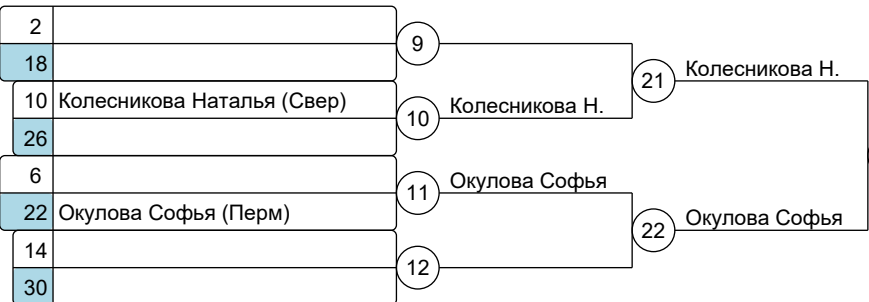 2
9
18
21 Колесникова Н.
10 Колесникова Наталья (Свер)
10 Колесникова Н.
26
6
11 Окулова Софья
22 Окулова Софья (Перм)
22 Окулова Софья
14
12
30